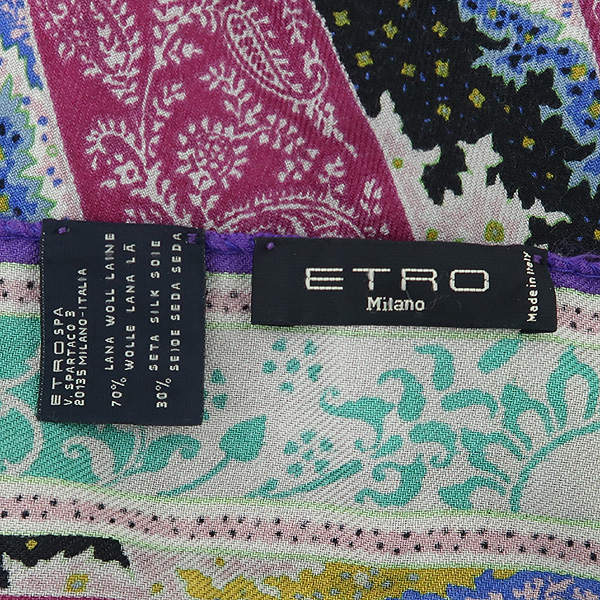 ETRO SPA
V. SPARTACO 3
20135 MILANO-ITALIA
70% LANA WOLL LAINE
WOLLE LANA LÃ
30% SETA SILK SOIE
SEIDE SEDA SEDA
ETRO
Milano
Made in Italy